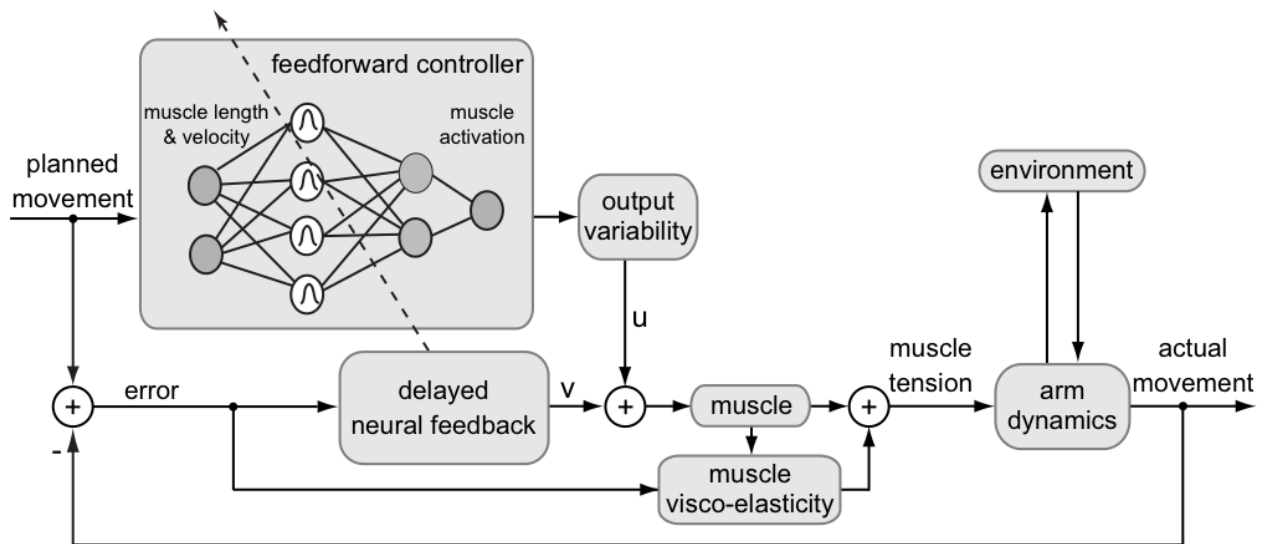 feedforward controller
muscle length
& velocity
muscle
activation
planned
movement
output
variability
environment
u
muscle
tension
actual
movement
+
error
delayed
neural feedback
v
+
muscle
+
arm
dynamics
-
muscle
visco-elasticity